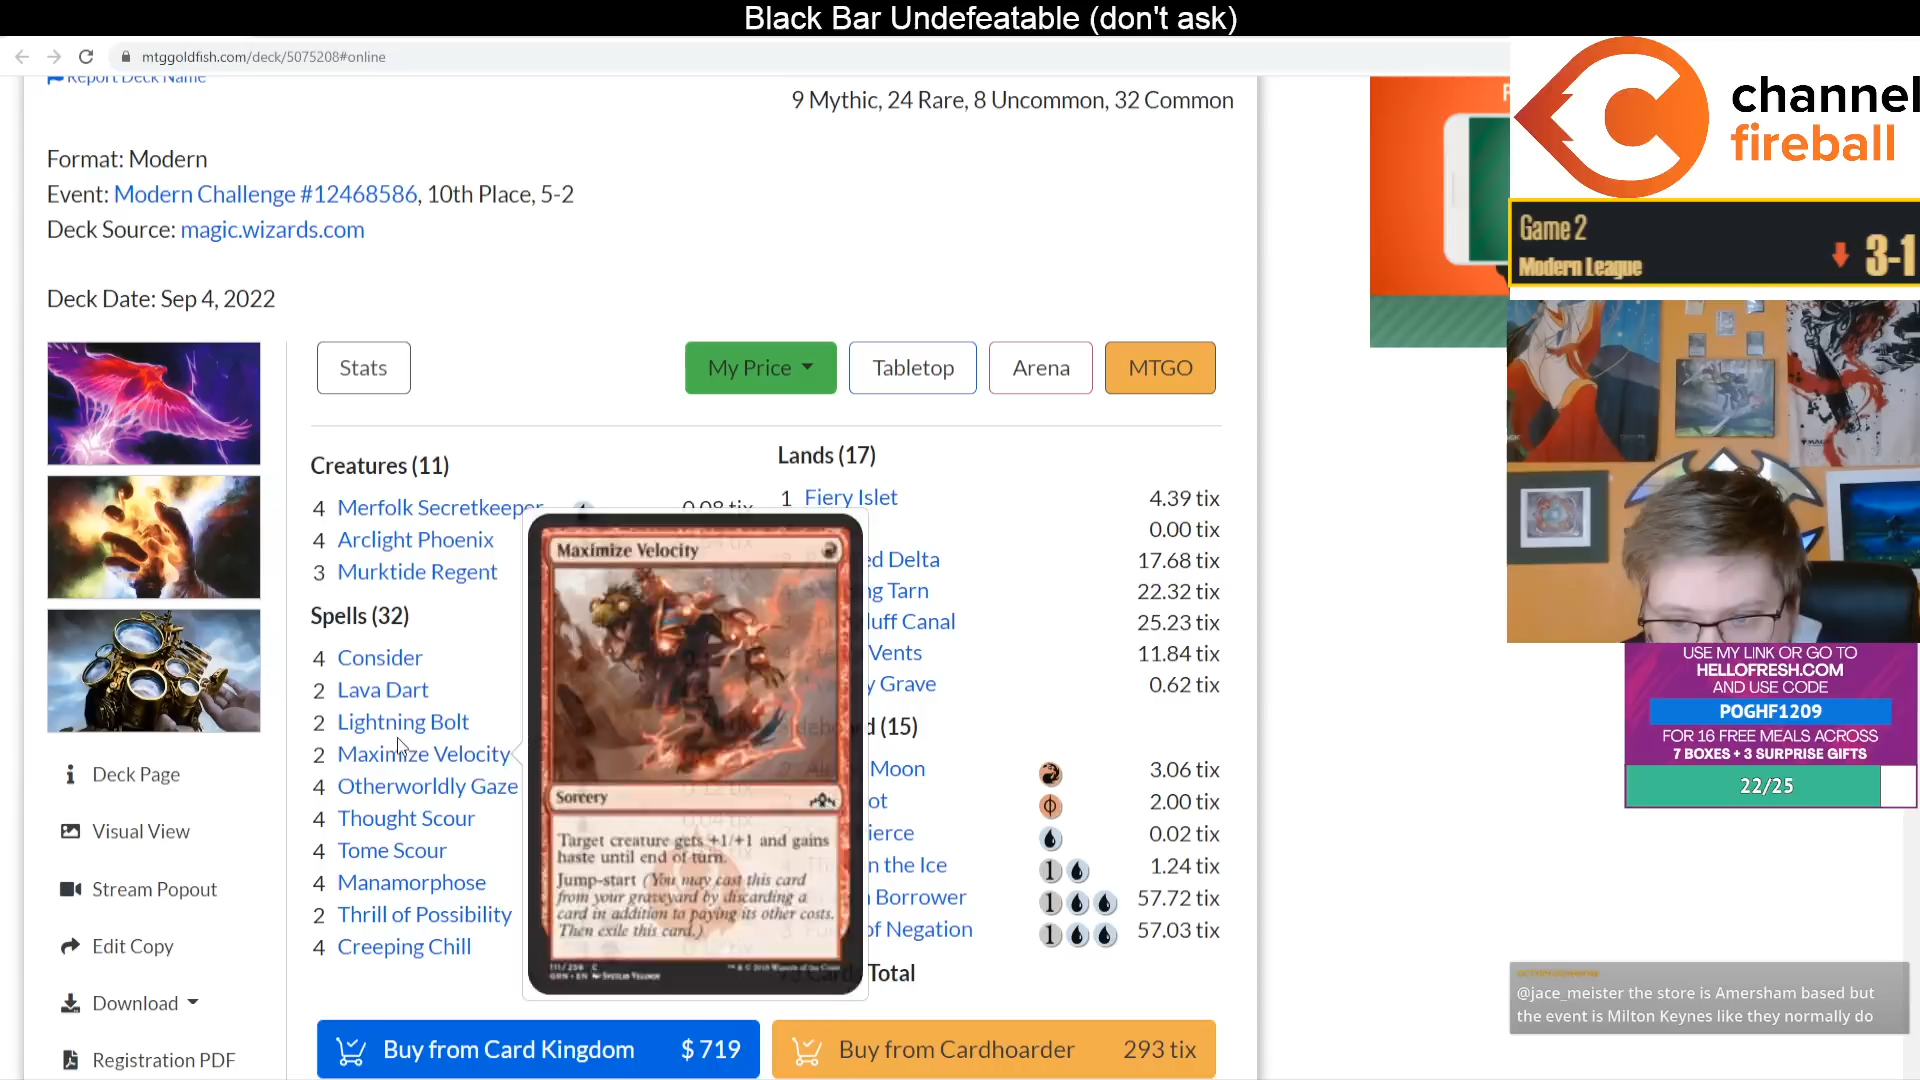 Black Bar Undefeatable (don't ask)
mtggoldfish.com/deck/5075208#online
Report Deck Name
9 Mythic, 24 Rare, 8 Uncommon, 32 Common
Format: Modern
Event: Modern Challenge #12468586, 10th Place, 5-2
Deck Source: magic.wizards.com
Deck Date: Sep 4, 2022
Stats
My Price
Tabletop
Arena
MTGO
Creatures (11)
4 Merfolk Secretkeeper 0.08 tix
4 Arclight Phoenix
3 Murktide Regent
Spells (32)
4 Consider
2 Lava Dart
2 Lightning Bolt
2 Maximize Velocity
4 Otherworldly Gaze
4 Thought Scour
4 Tome Scour
4 Manamorphose
2 Thrill of Possibility
4 Creeping Chill
Maximize Velocity
Sorcery
Target creature gets +1/+1 and gains
haste until end of turn.
Jump-start (You may cast this card
from your graveyard by discarding a
card in addition to paying its other costs.
Then exile this card.)
Lands (17)
1 Fiery Islet 4.39 tix
0.00 tix
ed Delta 17.68 tix
ng Tarn 22.32 tix
luff Canal 25.23 tix
Vents 11.84 tix
y Grave 0.62 tix
d (15)
Moon 3.06 tix
ot 2.00 tix
ierce 0.02 tix
n the Ice 1 1.24 tix
Borrower 1 57.72 tix
of Negation 1 57.03 tix
Total
Deck Page
Visual View
Stream Popout
Edit Copy
Download
Registration PDF
Buy from Card Kingdom $ 719
Buy from Cardhoarder 293 tix
channel
fireball
Game 2
Modern League
3-1
USE MY LINK OR GO TO
HELLOFRESH.COM
AND USE CODE
POGHF1209
FOR 16 FREE MEALS ACROSS
7 BOXES + 3 SURPRISE GIFTS
22/25
@jace_meister the store is Amersham based but
the event is Milton Keynes like they normally do